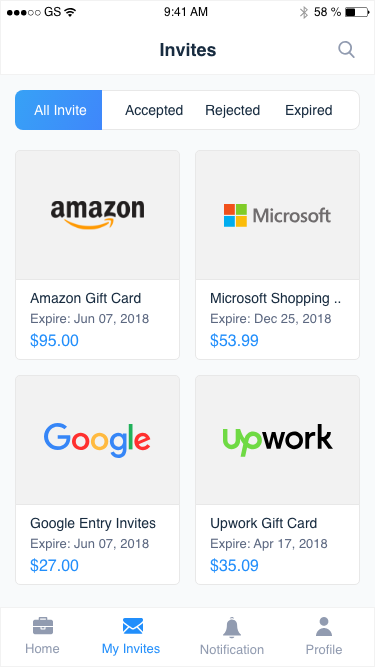 GS 9:41 AM 58 %
Invites
All Invite Accepted Rejected Expired
amazon Microsoft
Amazon Gift Card Microsoft Shopping ..
Expire: Jun 07, 2018 Expire: Dec 25, 2018
$95.00 $53.99
Google upwork
Google Entry Invites Upwork Gift Card
Expire: Jun 07, 2018 Expire: Apr 17, 2018
$27.00 $35.09
Home My Invites Notification Profile